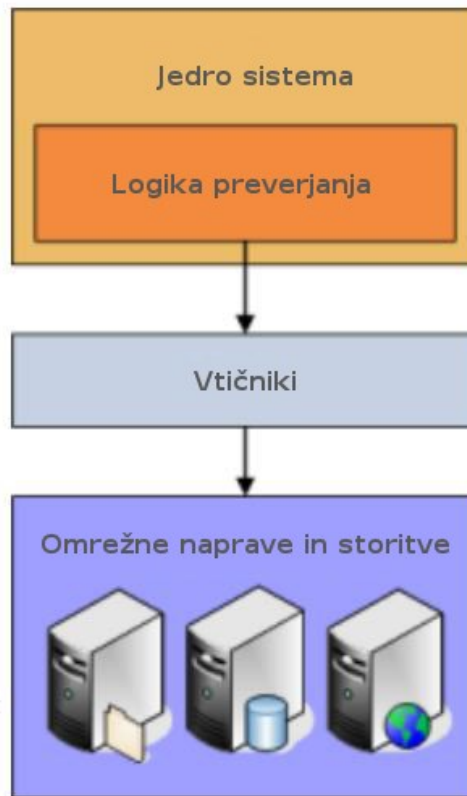 Jedro sistema
Logika preverjanja
Vtičniki
Omrežne naprave in storitve